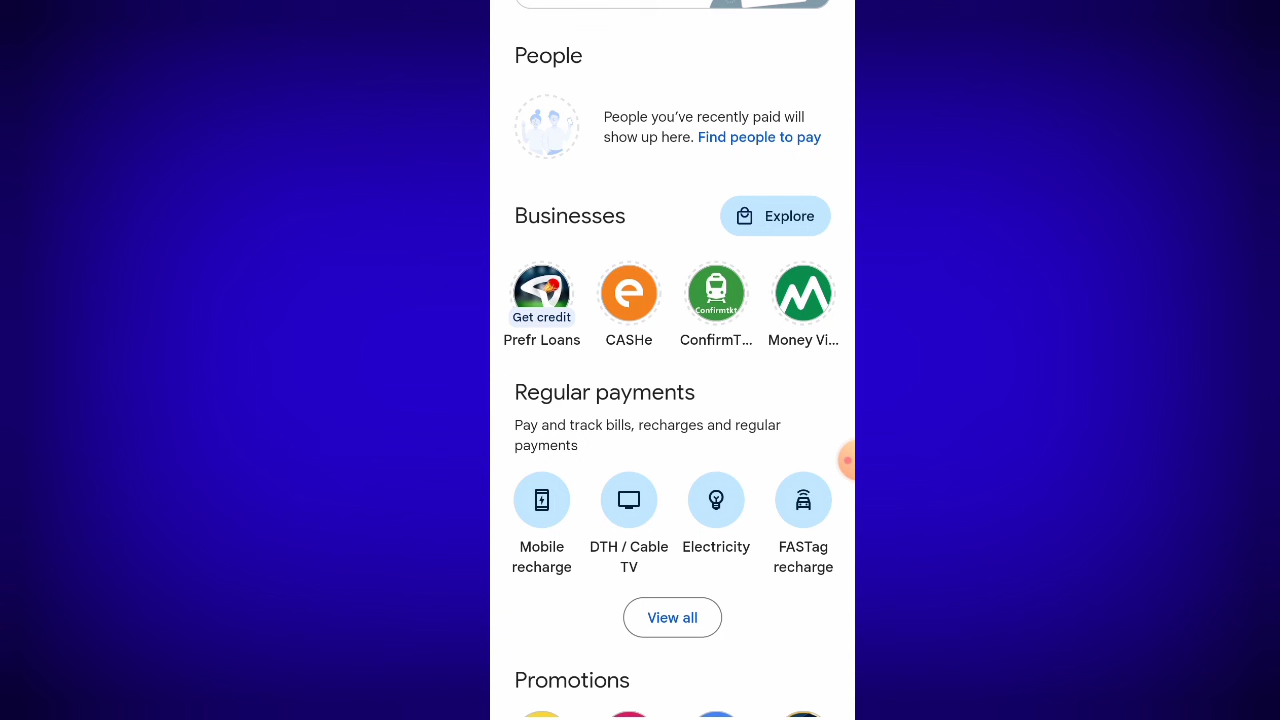 People
People you've recently paid will
show up here. Find people to pay
Businesses
Explore
Confirmtkt
Get credit
Prefr Loans
CASHe
ConfirmT...
Money Vi...
Regular payments
Pay and track bills, recharges and regular
payments
Mobile
recharge
DTH / Cable
TV
Electricity
FASTag
recharge
View all
Promotions